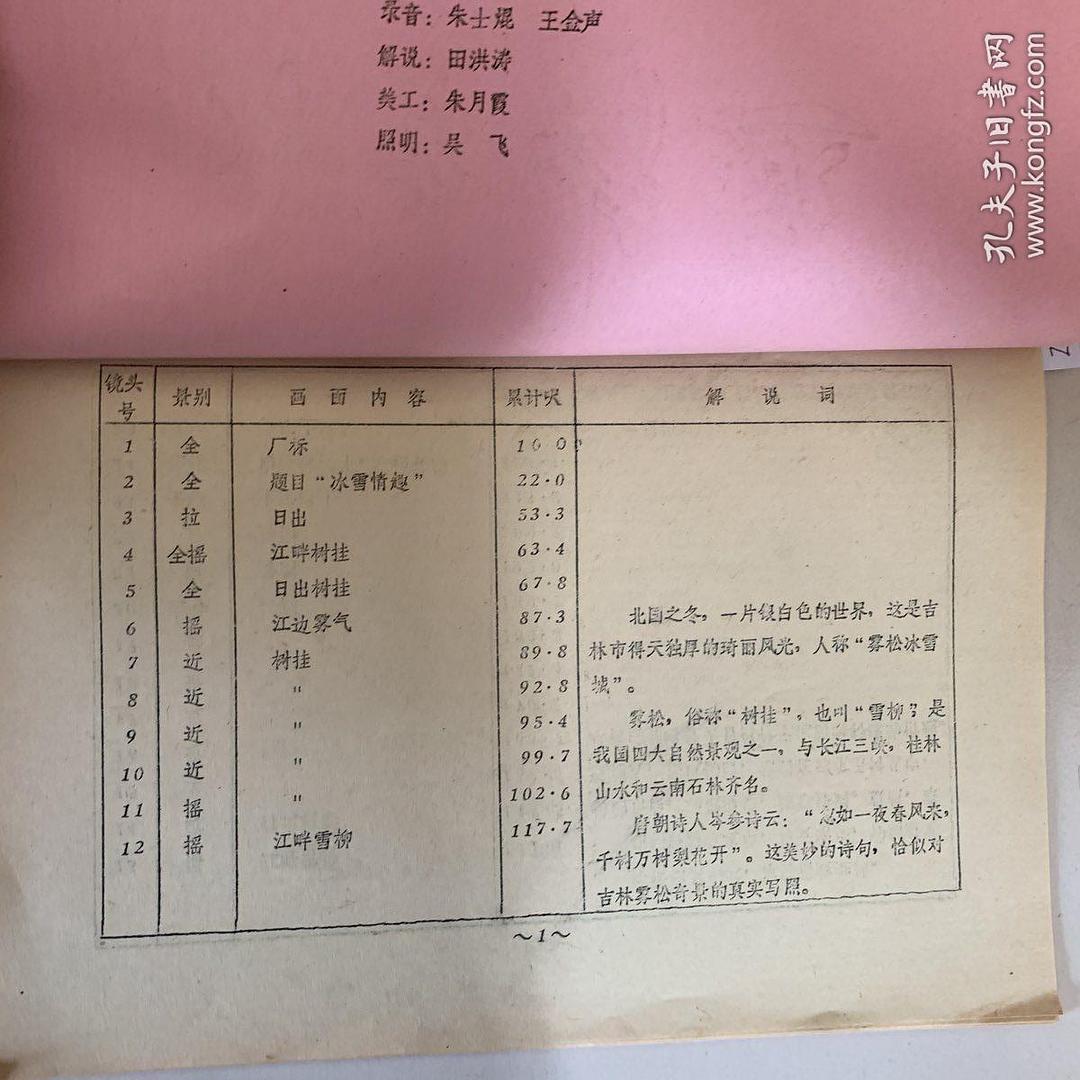 录音：朱士焜 王金声
解说：田洪涛
美工：朱月霞
照明：吴 飞
孔夫子旧书网
www.kongfz.com
镜头号 景别 画面内容 累计呎 解说词
1 全 厂标 10 0
2 全 题目“冰雪情趣” 22·0
3 拉 日出 53·3
4 全摇 江畔树挂 63·4
5 全 日出树挂 67·8
6 摇 江边雾气 87·3
7 近 树挂 89·8
8 近 〃 92·8
9 近 〃 95·4
10 近 〃 99·7
11 摇 〃 102·6
12 摇 江畔雪柳 117·7
北国之冬，一片银白色的世界，这是吉
林市得天独厚的琦丽风光，人称“雾松冰雪
城”。
雾松，俗称“树挂”，也叫“雪柳”；是
我国四大自然景观之一，与长江三峡，桂林
山水和云南石林齐名。
唐朝诗人岑参诗云：“忽如一夜春风来，
千树万树梨花开”。这美妙的诗句，恰似对
吉林雾松奇景的真实写照。
～1～